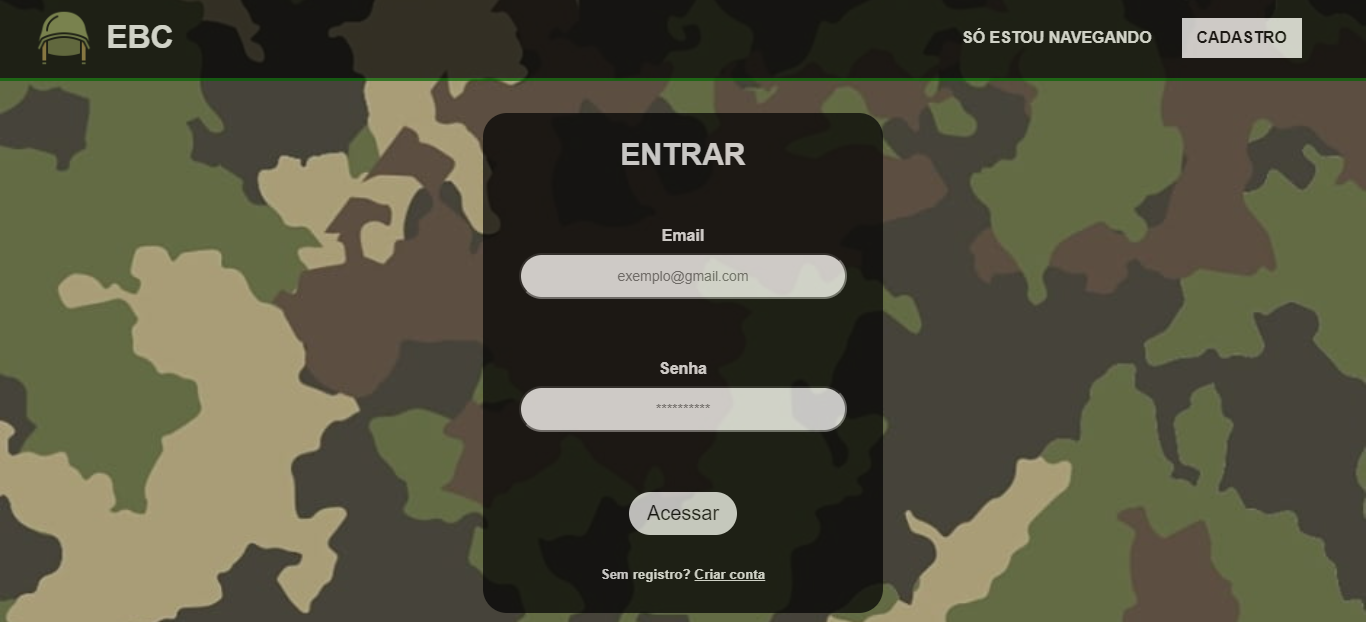 EBC
SÓ ESTOU NAVEGANDO
CADASTRO
ENTRAR
Email
exemplo@gmail.com
Senha
**********
Acessar
Sem registro? Criar conta